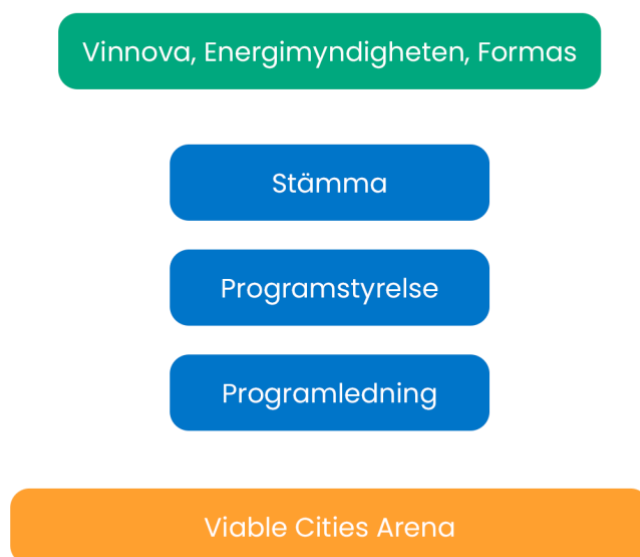 Vinnova, Energimyndigheten, Formas
Stämma
Programstyrelse
Programledning
Viable Cities Arena